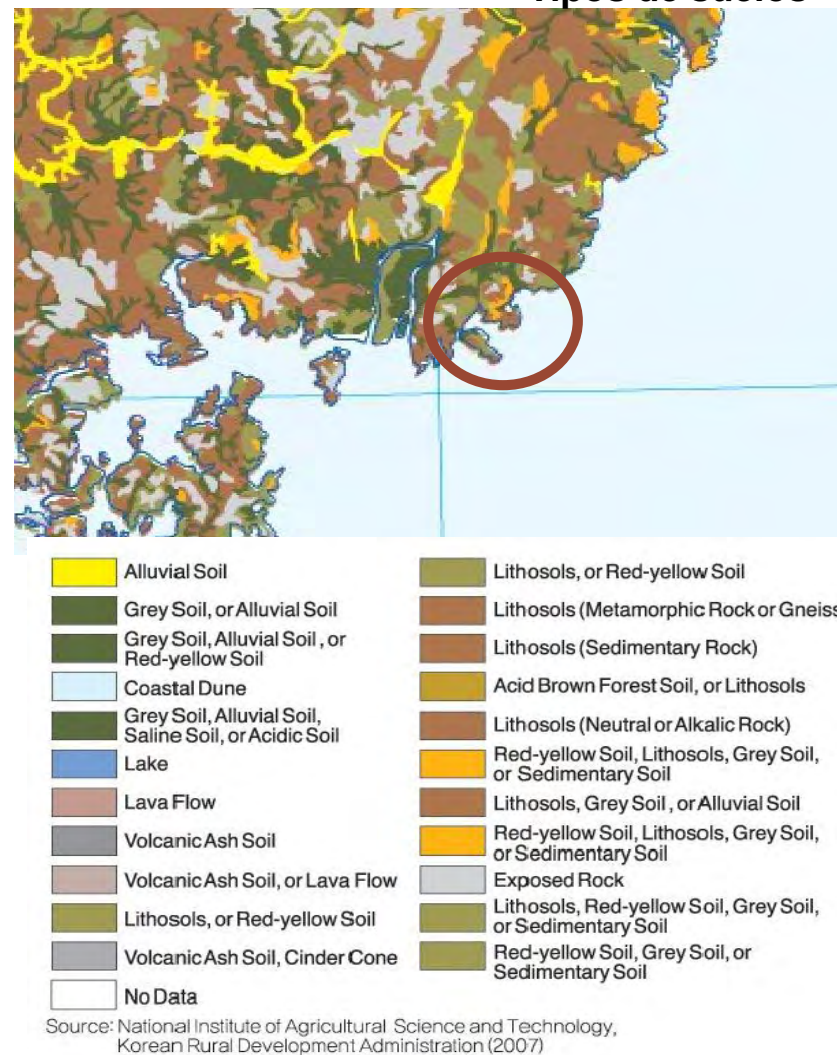 Tipos de suelos
Alluvial Soil
Grey Soil, or Alluvial Soil
Grey Soil, Alluvial Soil, or
Red-yellow Soil
Coastal Dune
Grey Soil, Alluvial Soil,
Saline Soil, or Acidic Soil
Lake
Lava Flow
Volcanic Ash Soil
Volcanic Ash Soil, or Lava Flow
Lithosols, or Red-yellow Soil
Volcanic Ash Soil, Cinder Cone
No Data
Lithosols, or Red-yellow Soil
Lithosols (Metamorphic Rock or Gneiss
Lithosols (Sedimentary Rock)
Acid Brown Forest Soil, or Lithosols
Lithosols (Neutral or Alkalic Rock)
Red-yellow Soil, Lithosols, Grey Soil,
or Sedimentary Soil
Lithosols, Grey Soil, or Alluvial Soil
Red-yellow Soil, Lithosols, Grey Soil,
or Sedimentary Soil
Exposed Rock
Lithosols, Red-yellow Soil, Grey Soil,
or Sedimentary Soil
Red-yellow Soil, Grey Soil, or
Sedimentary Soil
Source: National Institute of Agricultural Science and Technology,
Korean Rural Development Administration (2007)